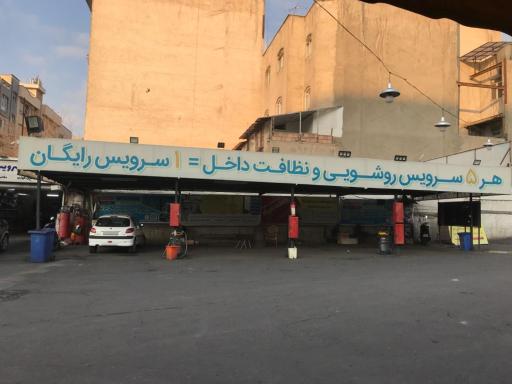 هر ۵ سرویس روشویی و نظافت داخل = ۱ سرویس رایگان